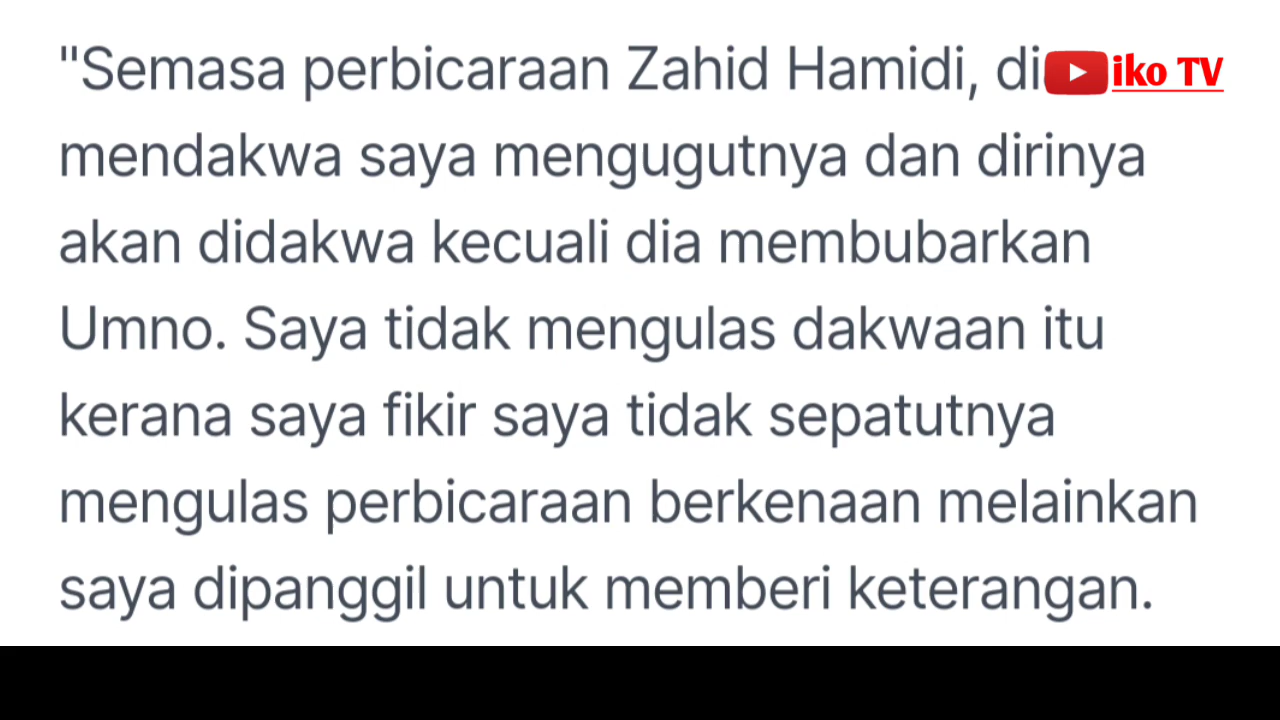 "Semasa perbicaraan Zahid Hamidi, di
iko TV
mendakwa saya mengugutnya dan dirinya
akan didakwa kecuali dia membubarkan
Umno. Saya tidak mengulas dakwaan itu
kerana saya fikir saya tidak sepatutnya
mengulas perbicaraan berkenaan melainkan
saya dipanggil untuk memberi keterangan.